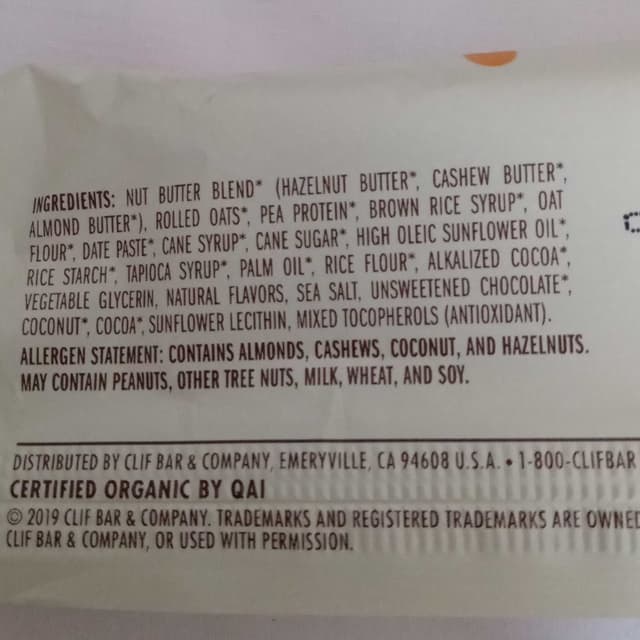 INGREDIENTS: NUT BUTTER BLEND* (HAZELNUT BUTTER*, CASHEW BUTTER*,
ALMOND BUTTER*), ROLLED OATS*, PEA PROTEIN*, BROWN RICE SYRUP*, OAT
FLOUR*, DATE PASTE*, CANE SYRUP*, CANE SUGAR*, HIGH OLEIC SUNFLOWER OIL*,
RICE STARCH*, TAPIOCA SYRUP*, PALM OIL*, RICE FLOUR*, ALKALIZED COCOA*,
VEGETABLE GLYCERIN, NATURAL FLAVORS, SEA SALT, UNSWEETENED CHOCOLATE*,
COCONUT*, COCOA*, SUNFLOWER LECITHIN, MIXED TOCOPHEROLS (ANTIOXIDANT).
ALLERGEN STATEMENT: CONTAINS ALMONDS, CASHEWS, COCONUT, AND HAZELNUTS.
MAY CONTAIN PEANUTS, OTHER TREE NUTS, MILK, WHEAT, AND SOY.
DISTRIBUTED BY CLIF BAR & COMPANY, EMERYVILLE, CA 94608 U.S.A. • 1-800-CLIFBAR
CERTIFIED ORGANIC BY QAI
© 2019 CLIF BAR & COMPANY. TRADEMARKS AND REGISTERED TRADEMARKS ARE OWNED
CLIF BAR & COMPANY, OR USED WITH PERMISSION.